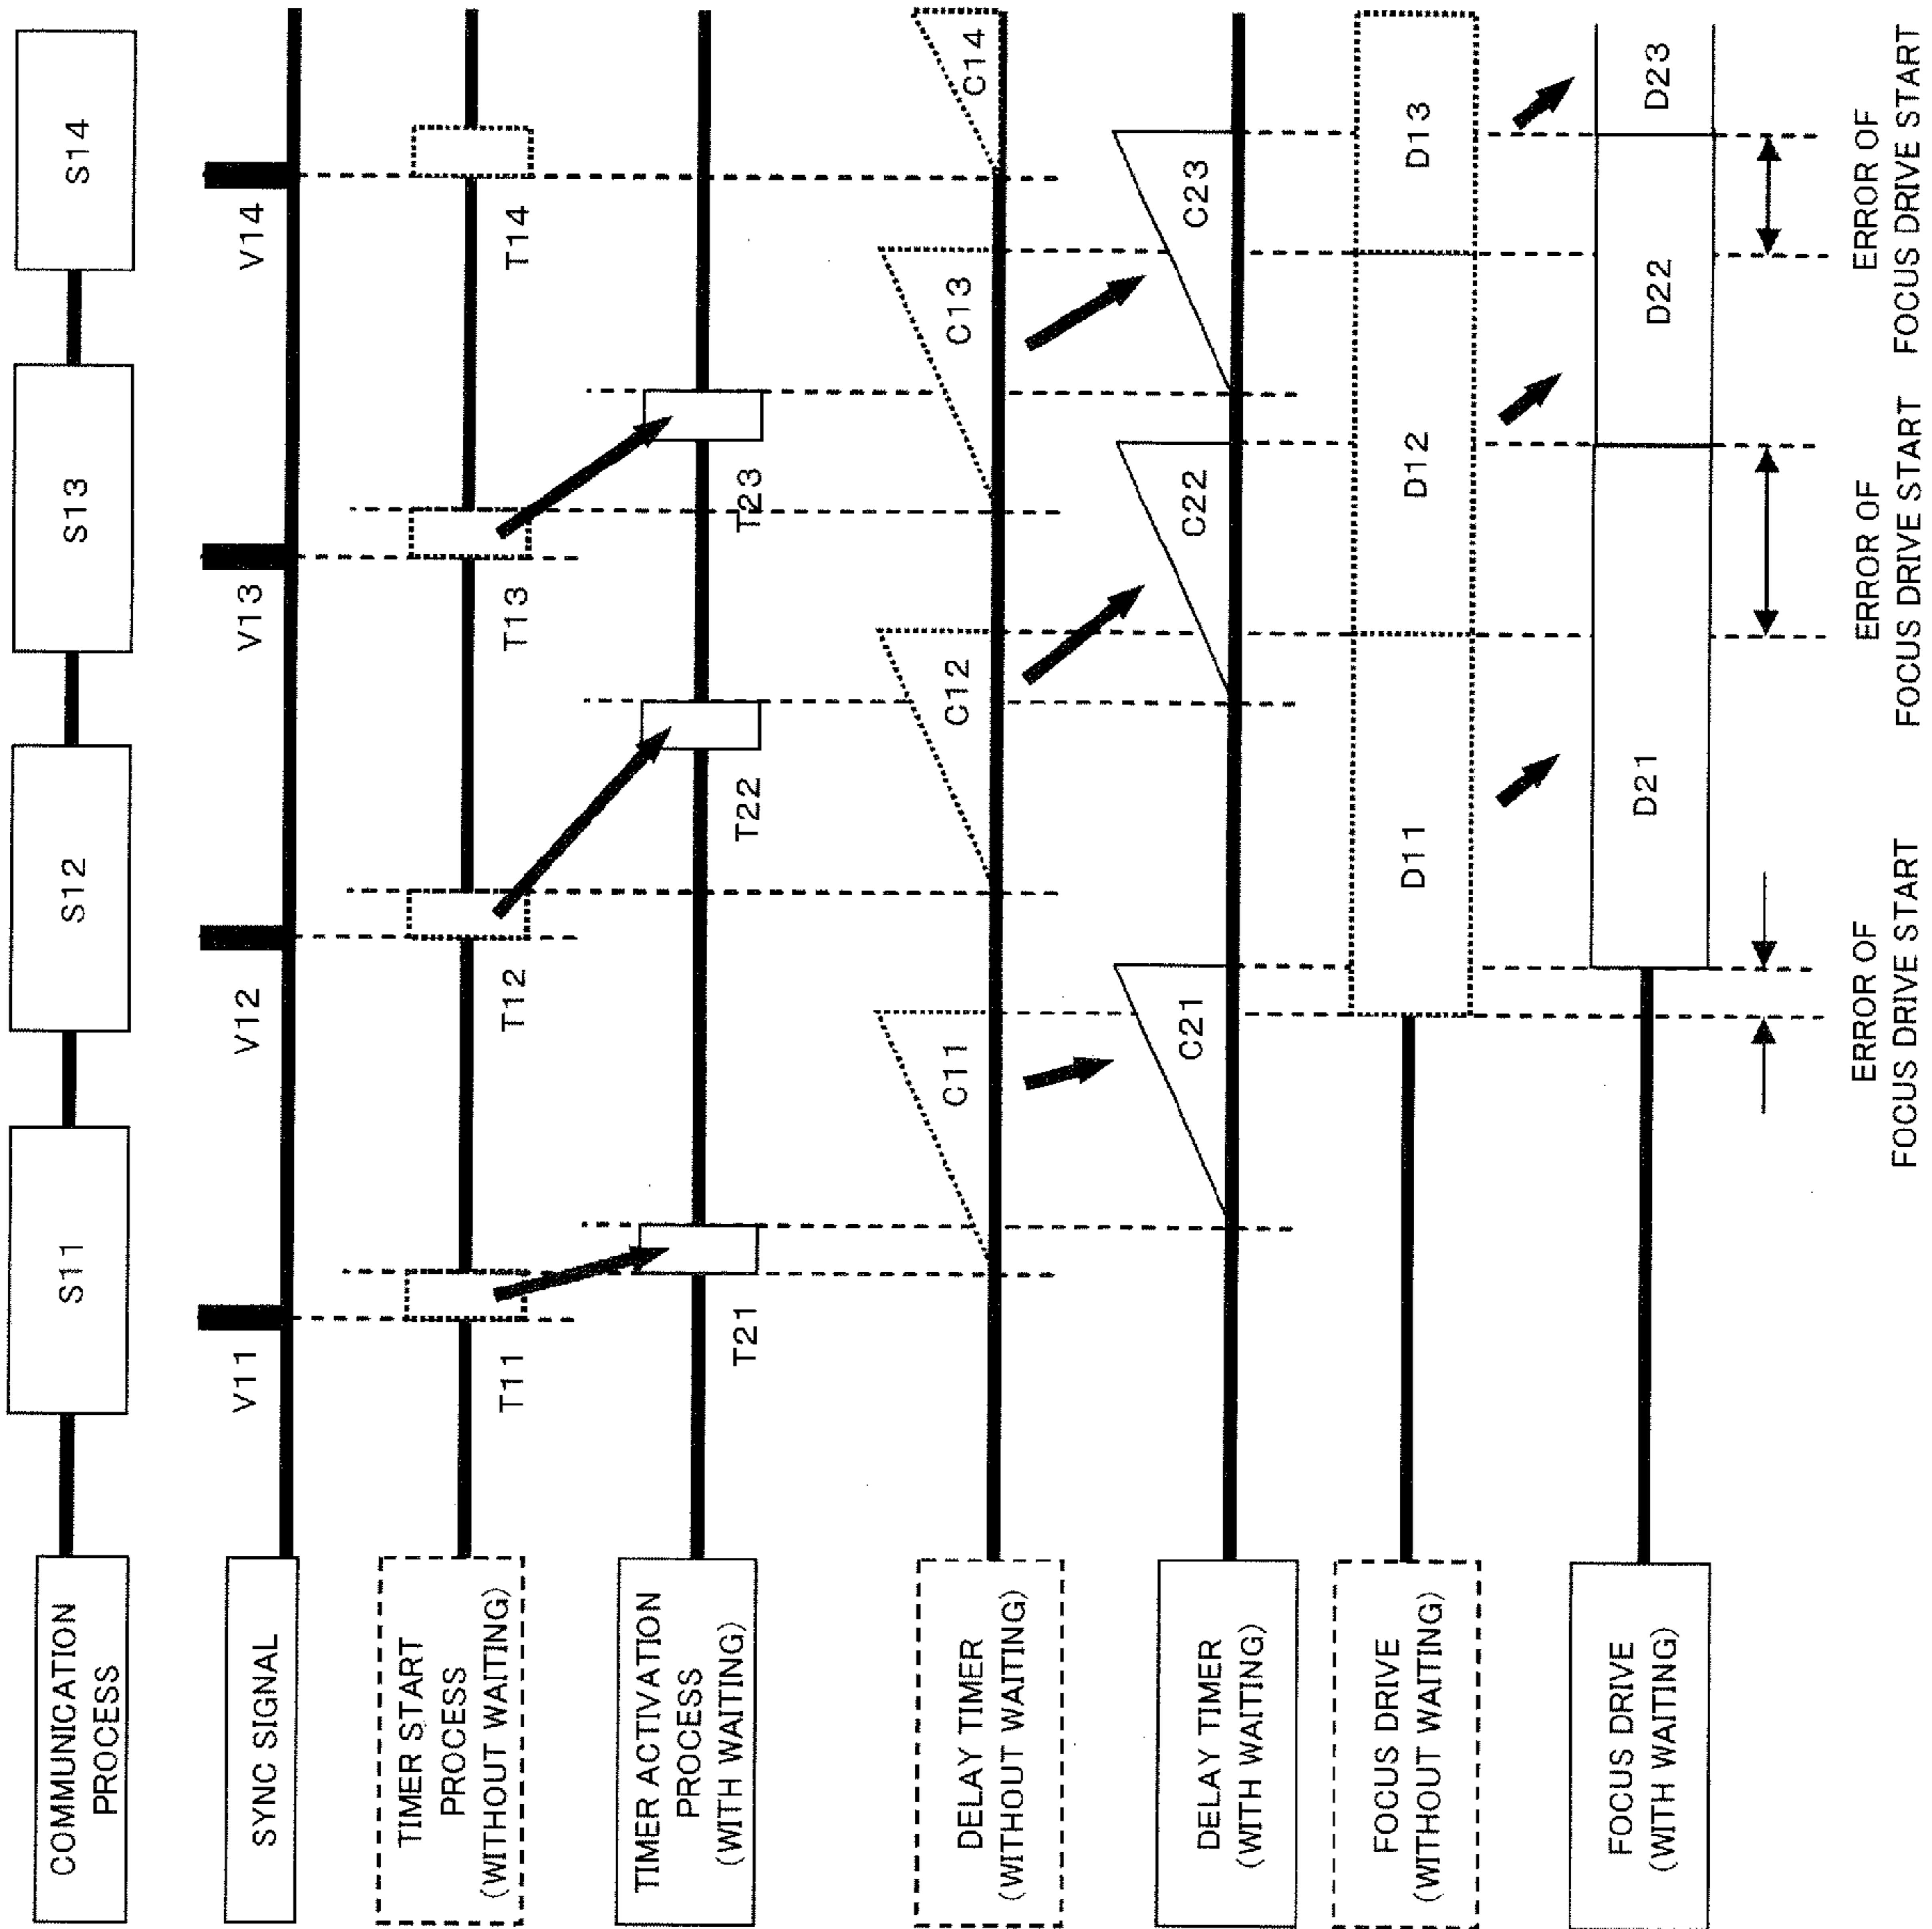 COMMUNICATION
PROCESS
S11
S12
S13
S14
SYNC SIGNAL
V11
V12
V13
V14
TIMER START
PROCESS
(WITHOUT WAITING)
T11
T12
T13
T14
TIMER ACTIVATION
PROCESS
(WITH WAITING)
T21
T22
T23
DELAY TIMER
(WITHOUT WAITING)
C11
C12
C13
C14
DELAY TIMER
(WITH WAITING)
C21
C22
C23
FOCUS DRIVE
(WITHOUT WAITING)
D11
D12
D13
FOCUS DRIVE
(WITH WAITING)
D21
D22
D23
ERROR OF
FOCUS DRIVE START
ERROR OF
FOCUS DRIVE START
ERROR OF
FOCUS DRIVE START